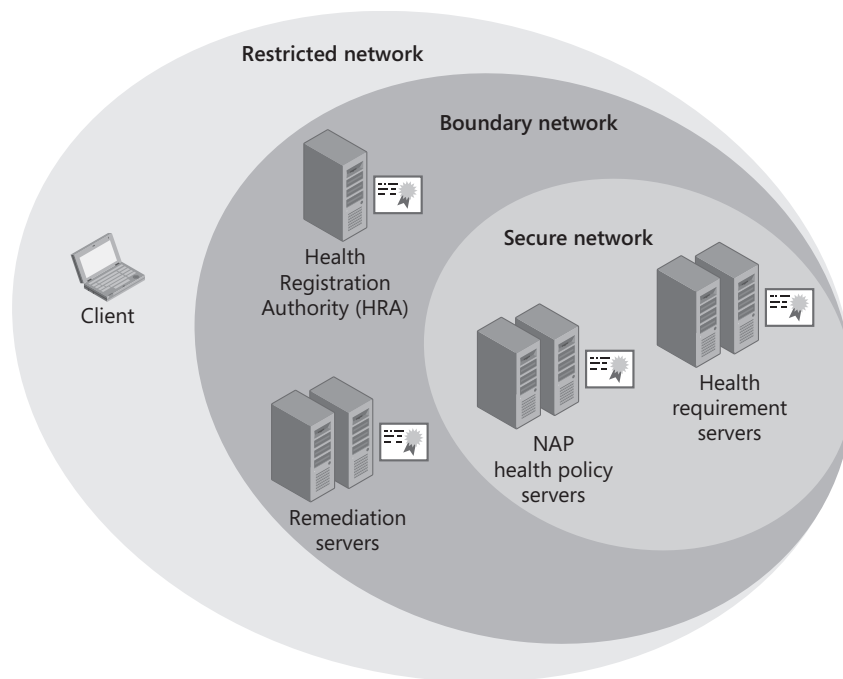 Restricted network
Boundary network
Secure network
Health
Registration
Authority (HRA)
Client
Health
requirement
servers
NAP
health policy
servers
Remediation
servers